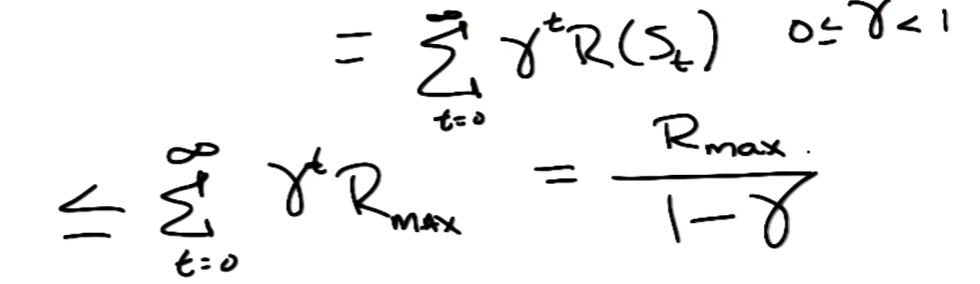 = ∞∑t=0 γ^t R(S_t) 0≤γ<1
≤ ∞∑t=0 γ^t R_MAX = R_max. / 1-γ